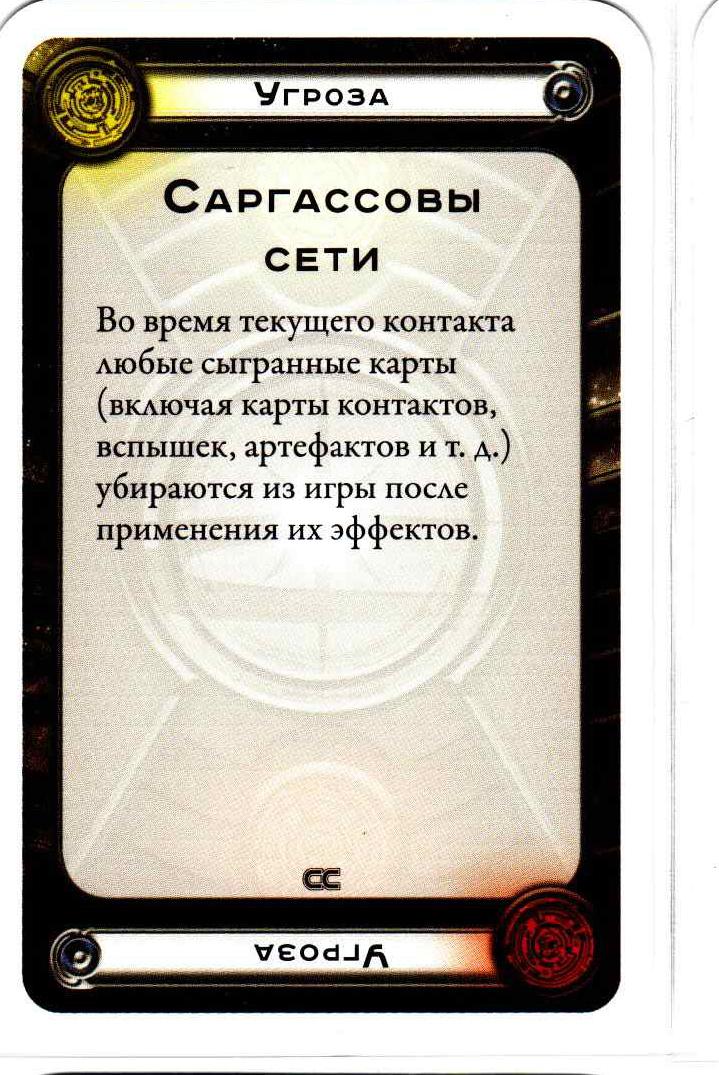 Угроза
Саргассовы
сети
Во время текущего контакта
любые сыгранные карты
(включая карты контактов,
вспышек, артефактов и т. д.)
убираются из игры после
применения их эффектов.
CC
Угроза